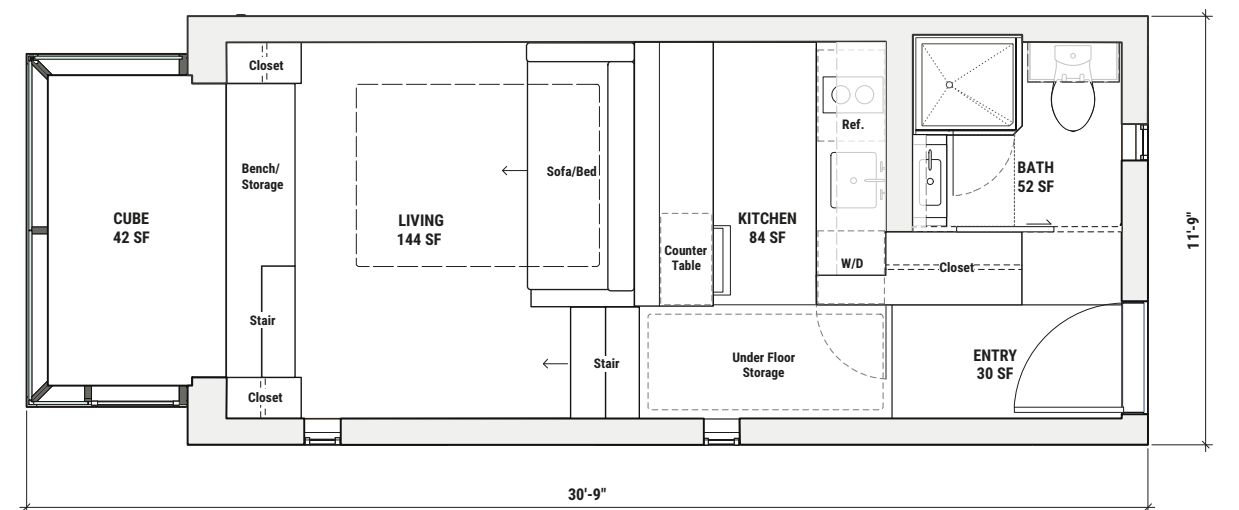 Closet
Bench/
Storage
CUBE
42 SF
Stair
Closet
LIVING
144 SF
Sofa/Bed
Stair
Counter
Table
KITCHEN
84 SF
Under Floor
Storage
Ref.
W/D
Closet
BATH
52 SF
ENTRY
30 SF
11'-9"
30'-9"